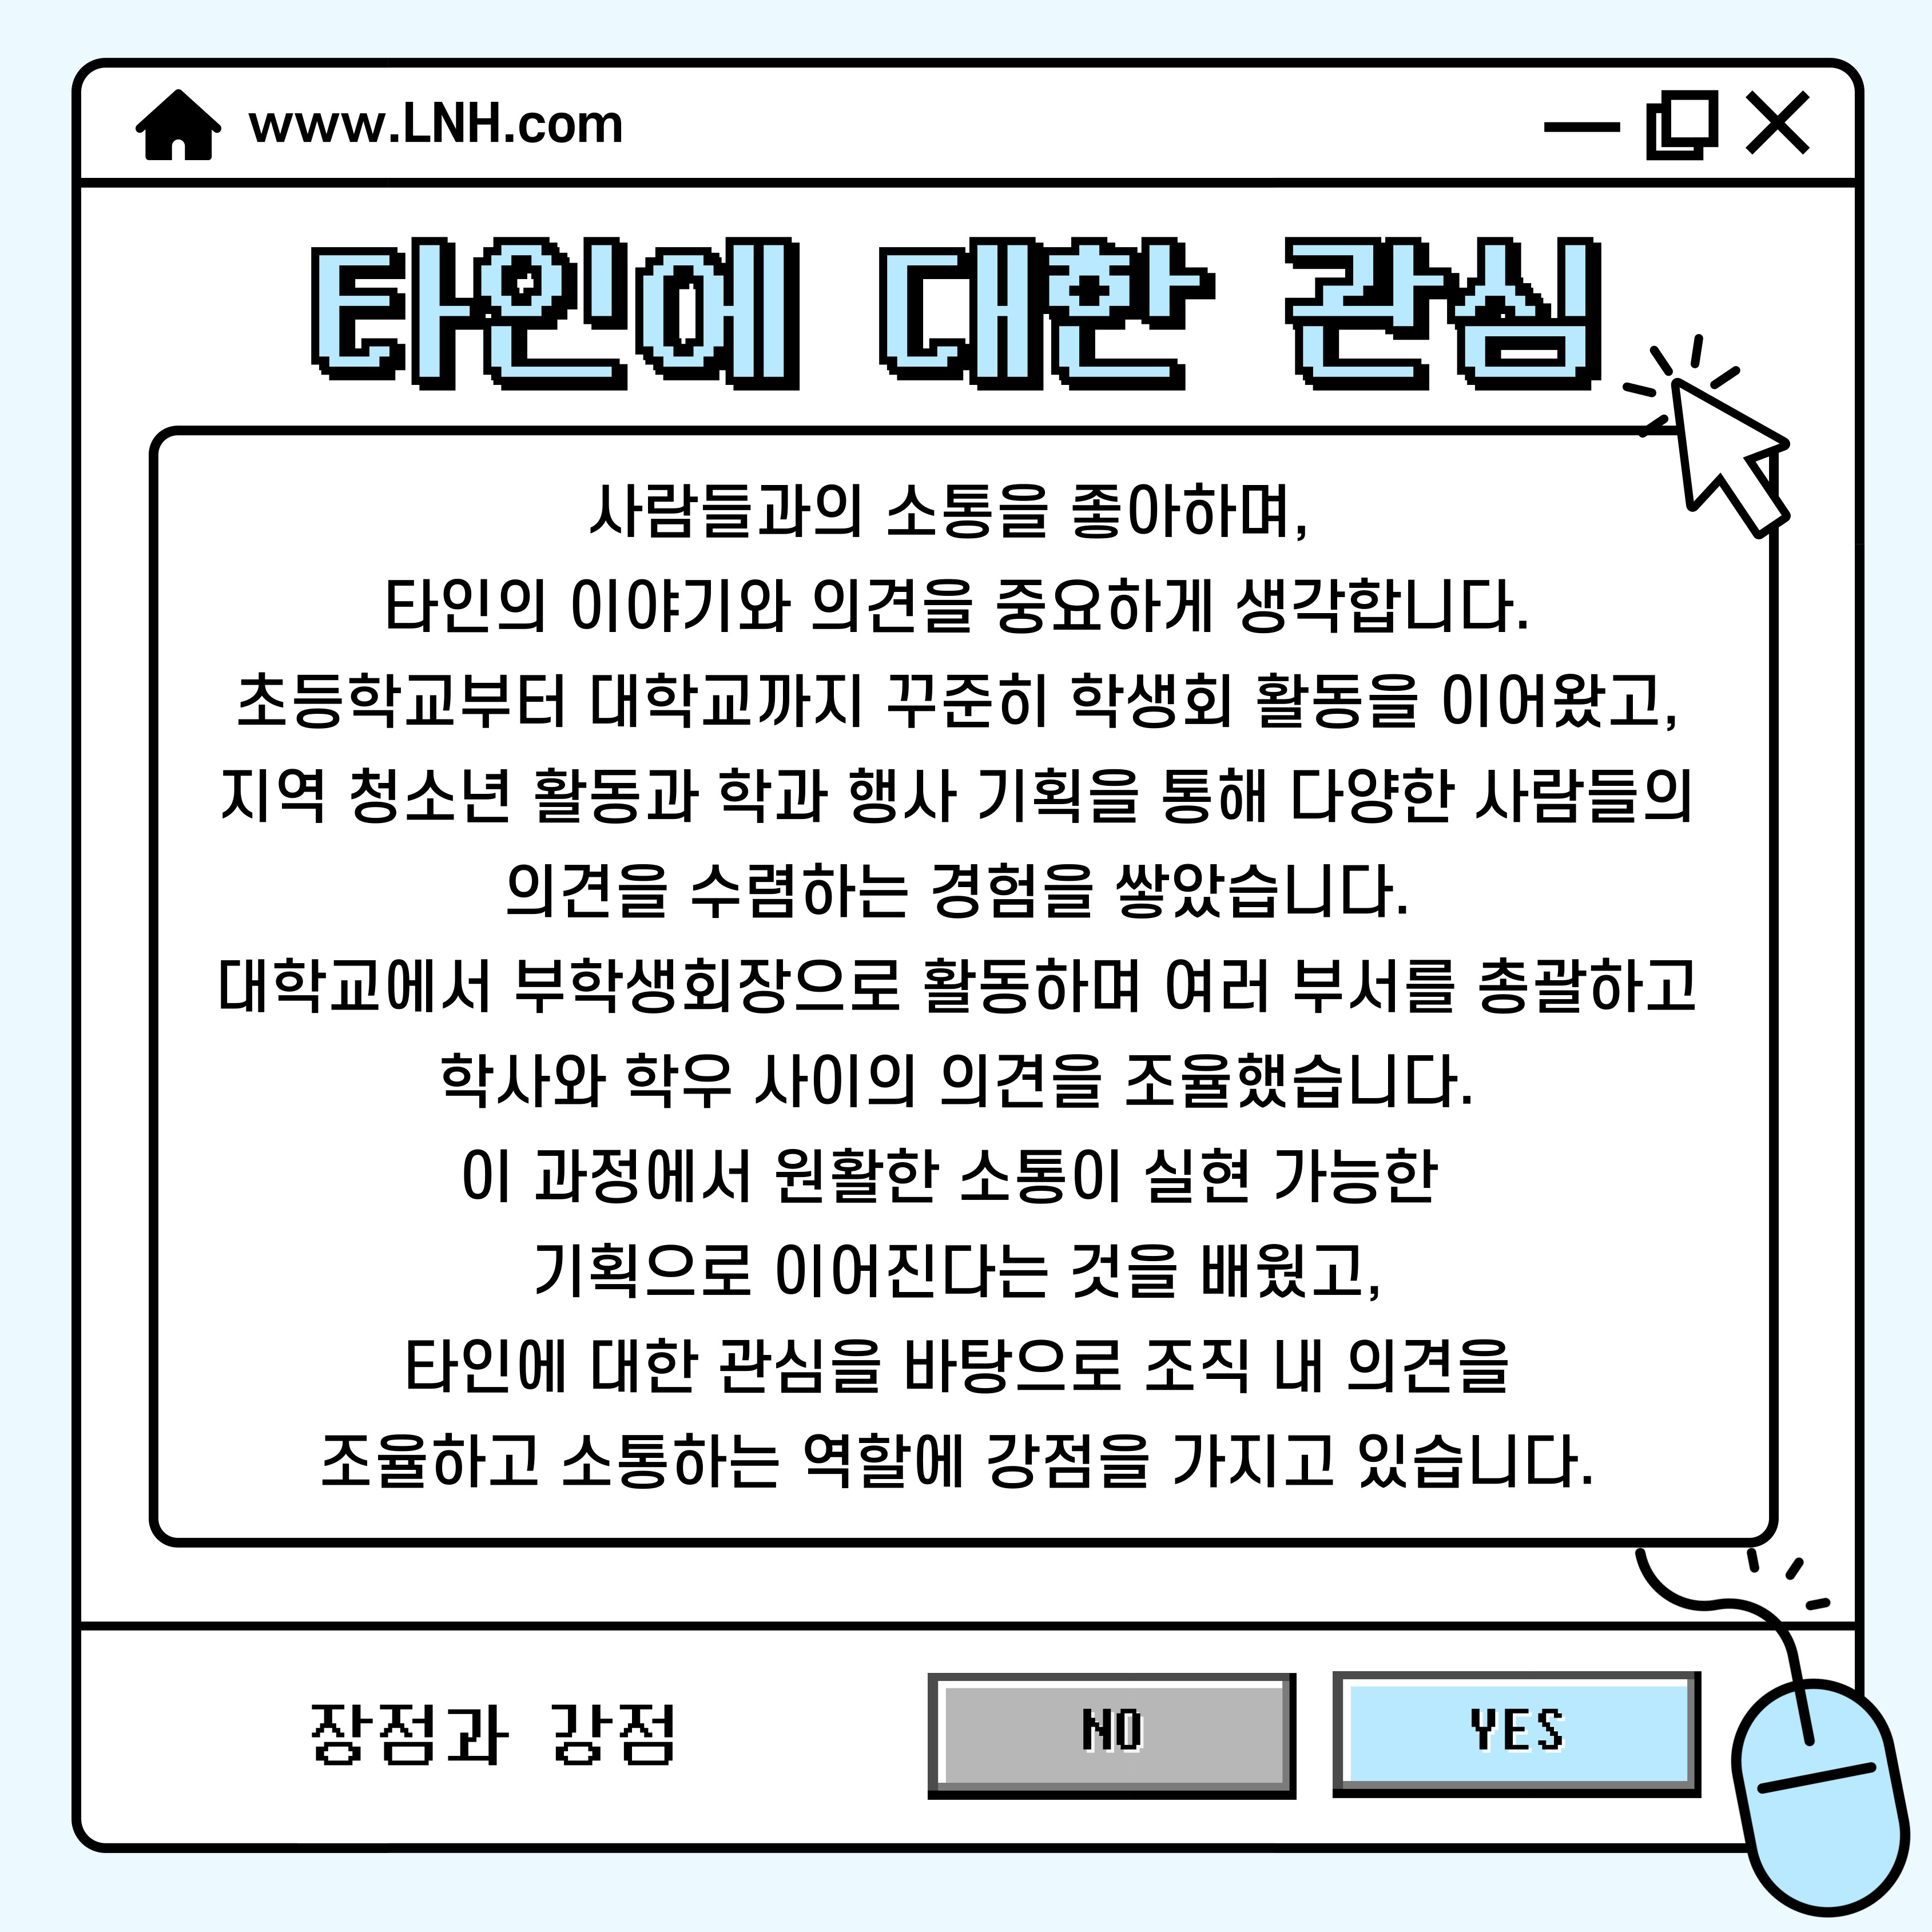 www.LNH.com
타인에 대한 관심
사람들과의 소통을 좋아하며,
타인의 이야기와 의견을 중요하게 생각합니다.
초등학교부터 대학교까지 꾸준히 학생회 활동을 이어왔고,
지역 청소년 활동과 학과 행사 기획을 통해 다양한 사람들의
의견을 수렴하는 경험을 쌓았습니다.
대학교에서 부학생회장으로 활동하며 여러 부서를 총괄하고
학사와 학우 사이의 의견을 조율했습니다.
이 과정에서 원활한 소통이 실현 가능한
기획으로 이어진다는 것을 배웠고,
타인에 대한 관심을 바탕으로 조직 내 의견을
조율하고 소통하는 역할에 강점을 가지고 있습니다.
장점과 강점
NO
YES